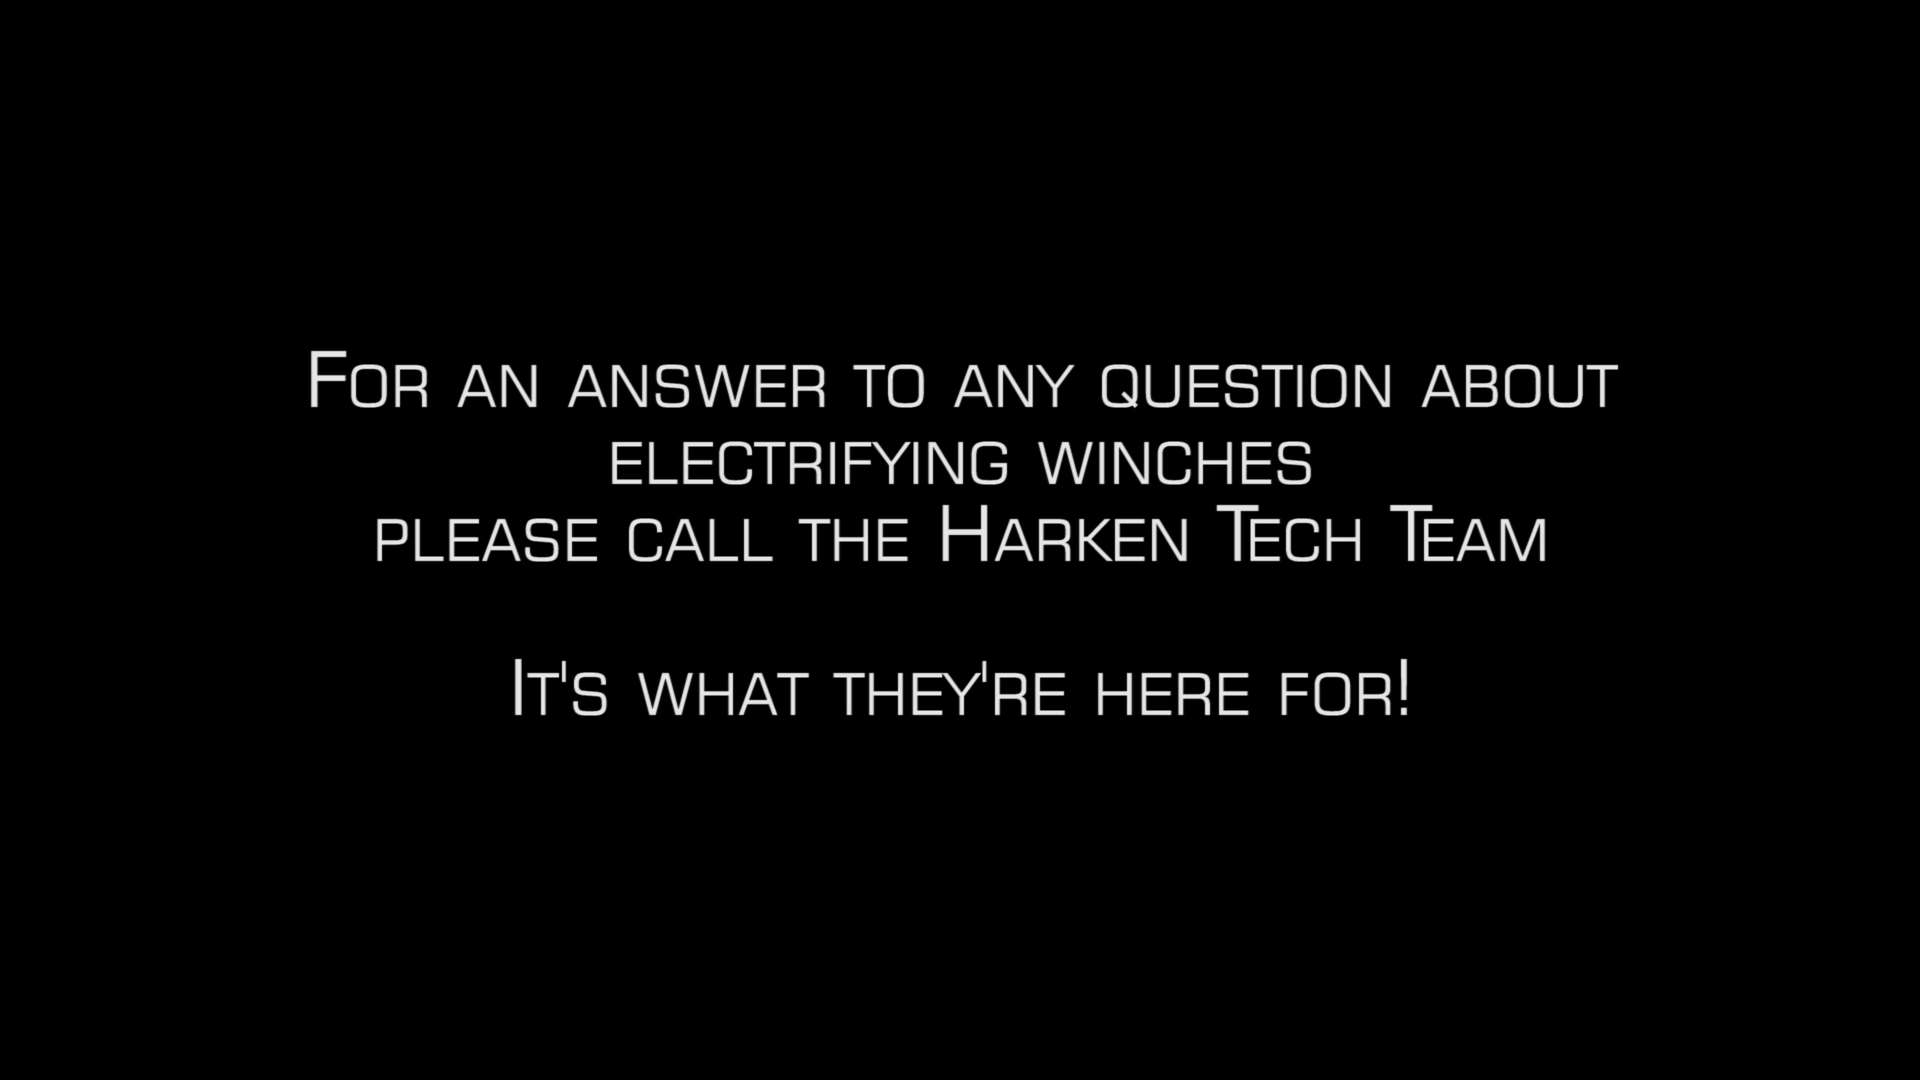 For an answer to any question about
electrifying winches
please call the Harken Tech Team
It's what they're here for!